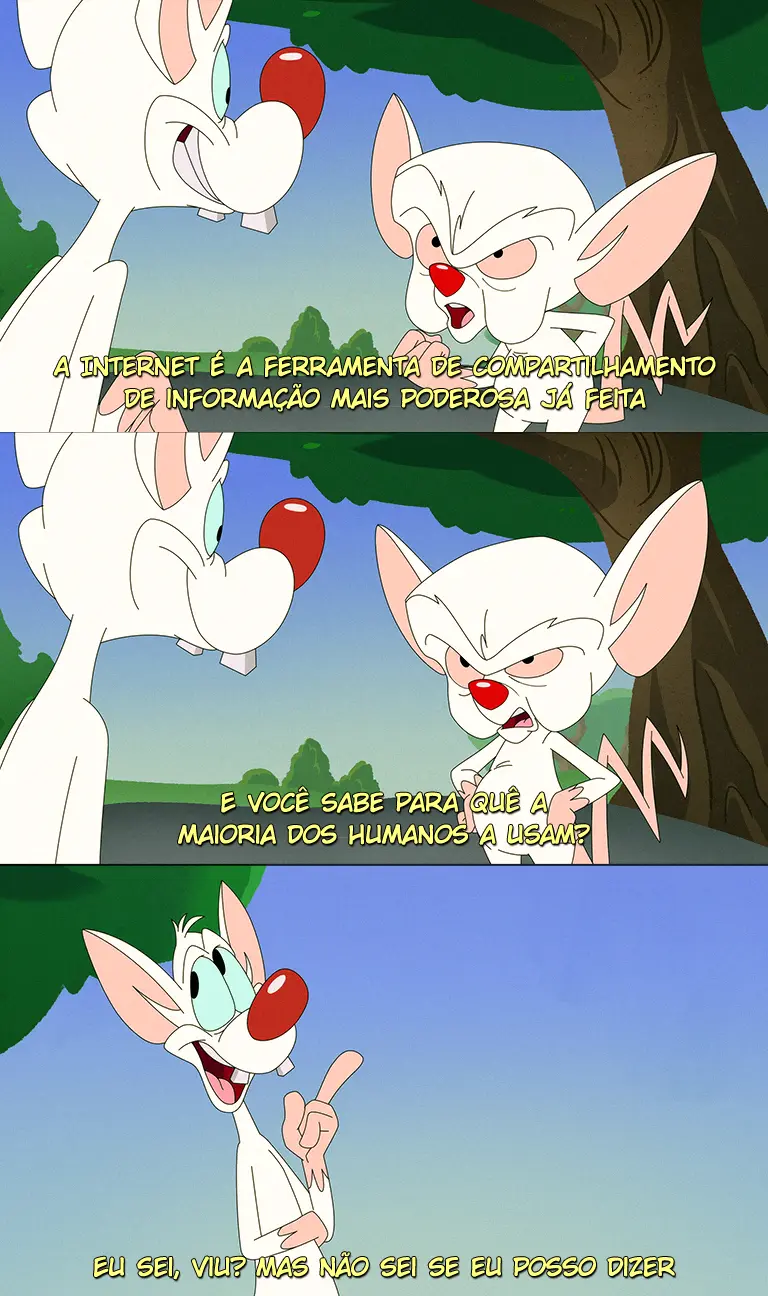 A INTERNET É A FERRAMENTA DE COMPARTILHAMENTO
DE INFORMAÇÃO MAIS PODEROSA JÁ FEITA
E VOCÊ SABE PARA QUÊ A
MAIORIA DOS HUMANOS A USAM?
EU SEI, VIU? MAS NÃO SEI SE EU POSSO DIZER